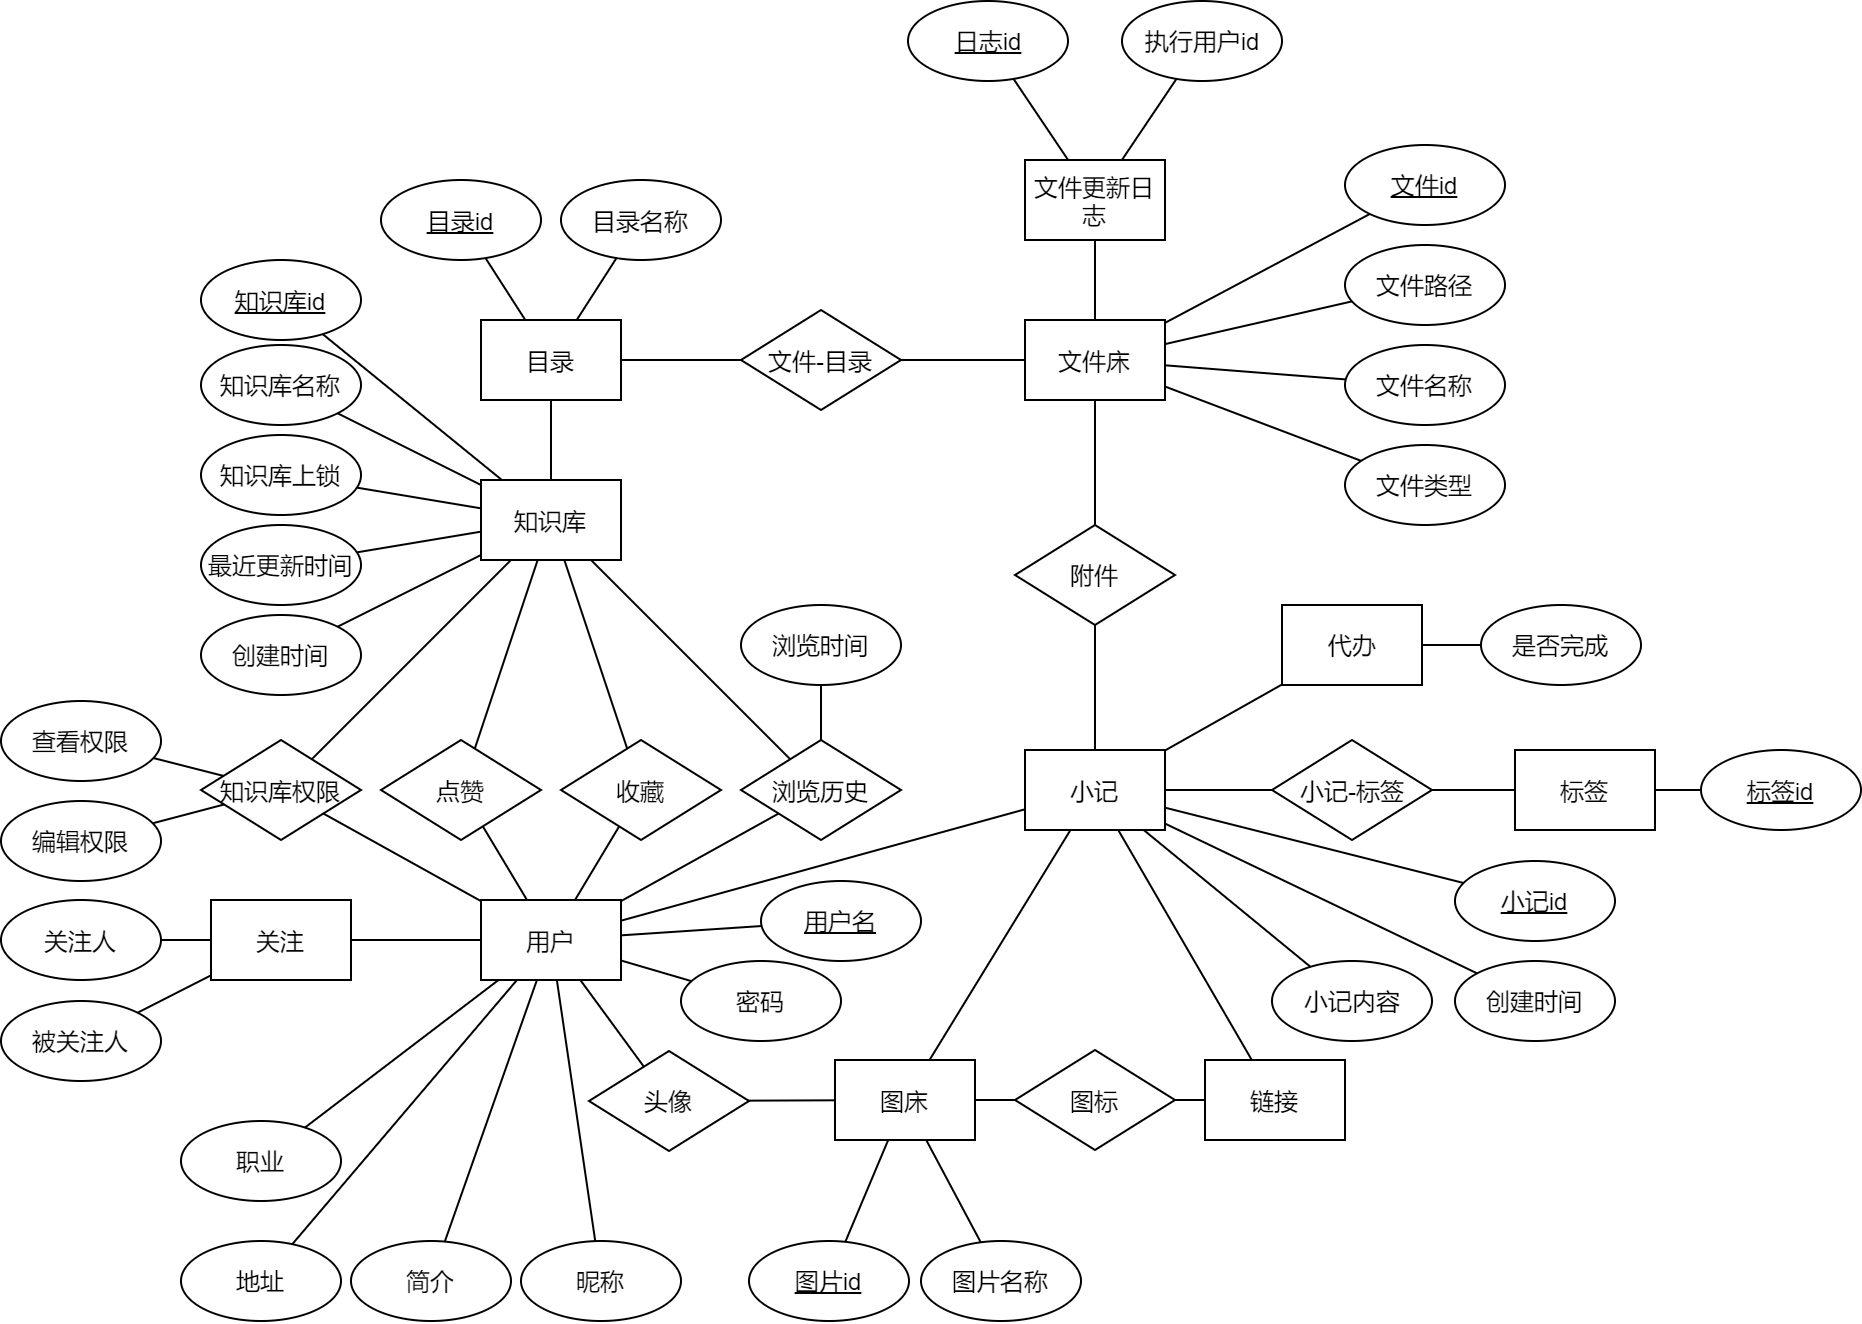 日志id
执行用户id
文件更新日
志
文件id
目录id
目录名称
文件路径
知识库id
目录
文件-目录
文件床
知识库名称
文件名称
知识库上锁
文件类型
知识库
最近更新时间
附件
创建时间
浏览时间
代办
是否完成
查看权限
知识库权限
点赞
收藏
浏览历史
小记
小记-标签
标签
标签id
编辑权限
小记id
用户名
关注人
关注
用户
密码
小记内容
创建时间
被关注人
头像
图床
图标
链接
职业
地址
简介
昵称
图片id
图片名称